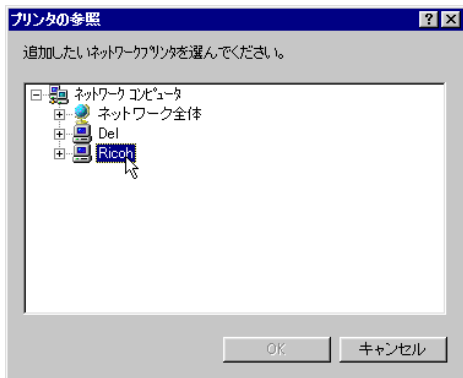 プリンタの参照
追加したいネットワークプリンタを選んでください。
ネットワーク コンピュータ
ネットワーク全体
Del
Ricoh
OK
キャンセル